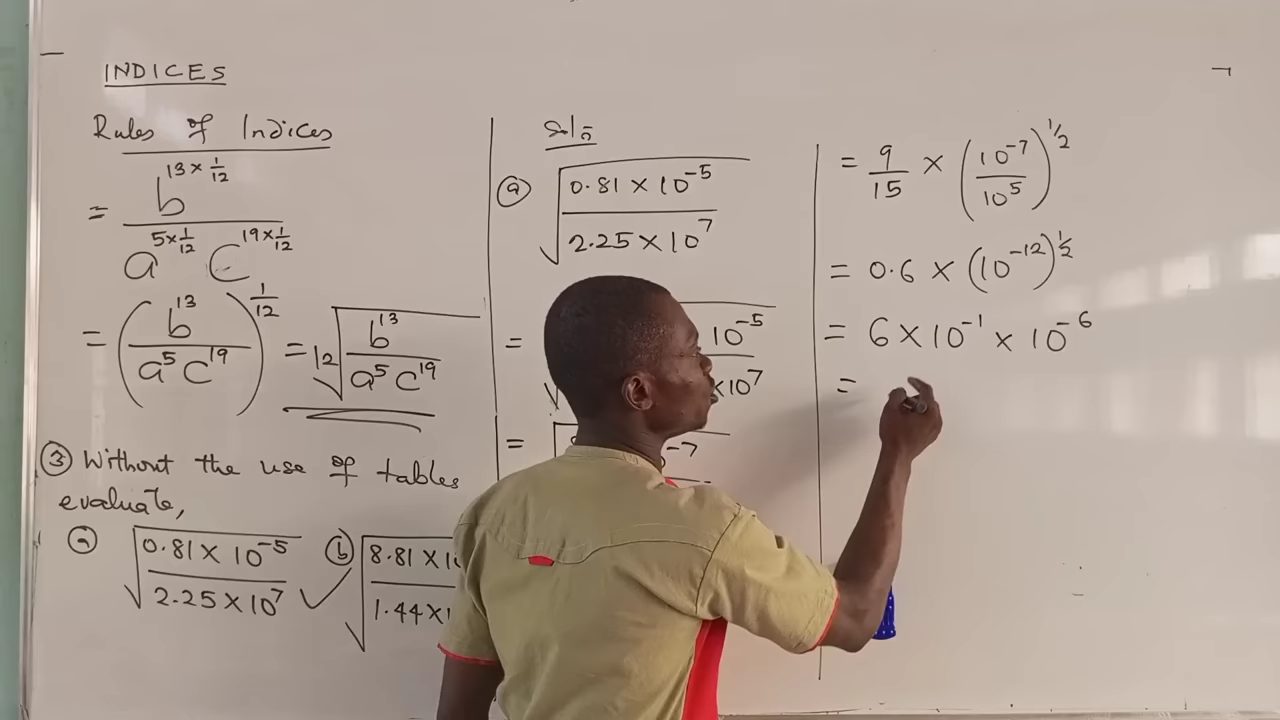 INDICES
Rules of Indices
= b^{13 × 1/12} / a^{5 × 1/12} c^{19 × 1/12}
= (b^{13} / a^5 c^{19})^{1/12} = \sqrt[12]{b^{13} / a^5 c^{19}}
③ Without the use of tables
evaluate,
ⓐ √(0.81 × 10^{-5} / 2.25 × 10^7) ✓ ⓑ √(8.81 × 1 / 1.44 ×
Solñ
ⓐ √(0.81 × 10^{-5} / 2.25 × 10^7)
= √ 10^{-5} / × 10^7
= √ -7
= 9/15 × (10^{-7} / 10^5)^{1/2}
= 0.6 × (10^{-12})^{1/2}
= 6 × 10^{-1} × 10^{-6}
=